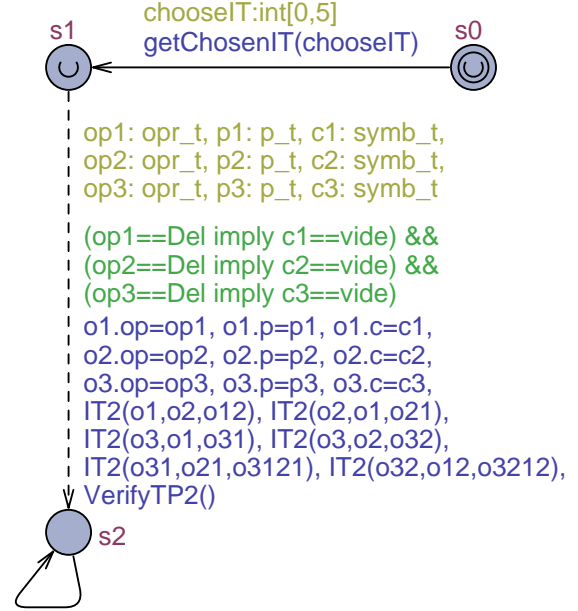 chooseIT:int[0,5]
s1
getChosenIT(chooseIT)
s0
op1: opr_t, p1: p_t, c1: symb_t,
op2: opr_t, p2: p_t, c2: symb_t,
op3: opr_t, p3: p_t, c3: symb_t
(op1==Del imply c1==vide) &&
(op2==Del imply c2==vide) &&
(op3==Del imply c3==vide)
o1.op=op1, o1.p=p1, o1.c=c1,
o2.op=op2, o2.p=p2, o2.c=c2,
o3.op=op3, o3.p=p3, o3.c=c3,
IT2(o1,o2,o12), IT2(o2,o1,o21),
IT2(o3,o1,o31), IT2(o3,o2,o32),
IT2(o31,o21,o3121), IT2(o32,o12,o3212),
VerifyTP2()
s2